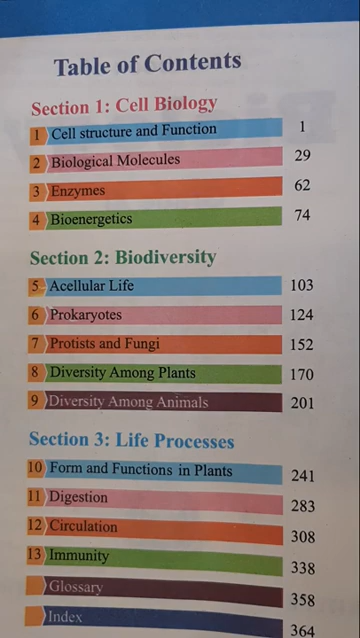 Table of Contents
Section 1: Cell Biology
1 Cell structure and Function 1
2 Biological Molecules 29
3 Enzymes 62
4 Bioenergetics 74
Section 2: Biodiversity
5 Acellular Life 103
6 Prokaryotes 124
7 Protists and Fungi 152
8 Diversity Among Plants 170
9 Diversity Among Animals 201
Section 3: Life Processes
10 Form and Functions in Plants 241
11 Digestion 283
12 Circulation 308
13 Immunity 338
Glossary 358
Index 364